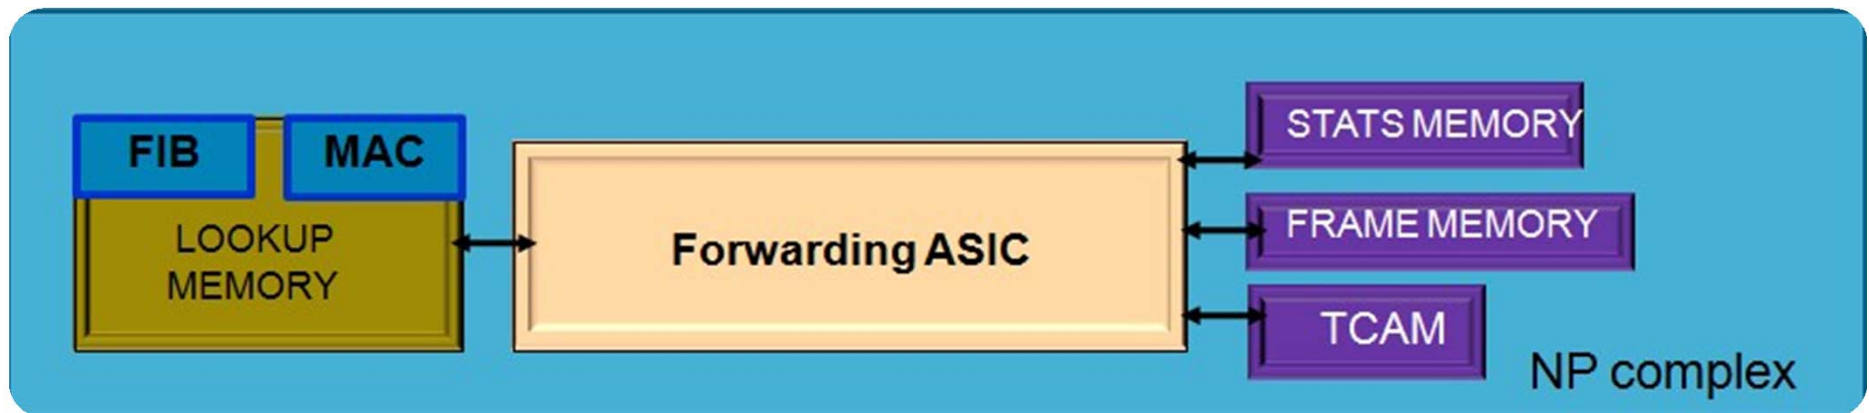 FIB
MAC
LOOKUP
MEMORY
Forwarding ASIC
STATS MEMORY
FRAME MEMORY
TCAM
NP complex